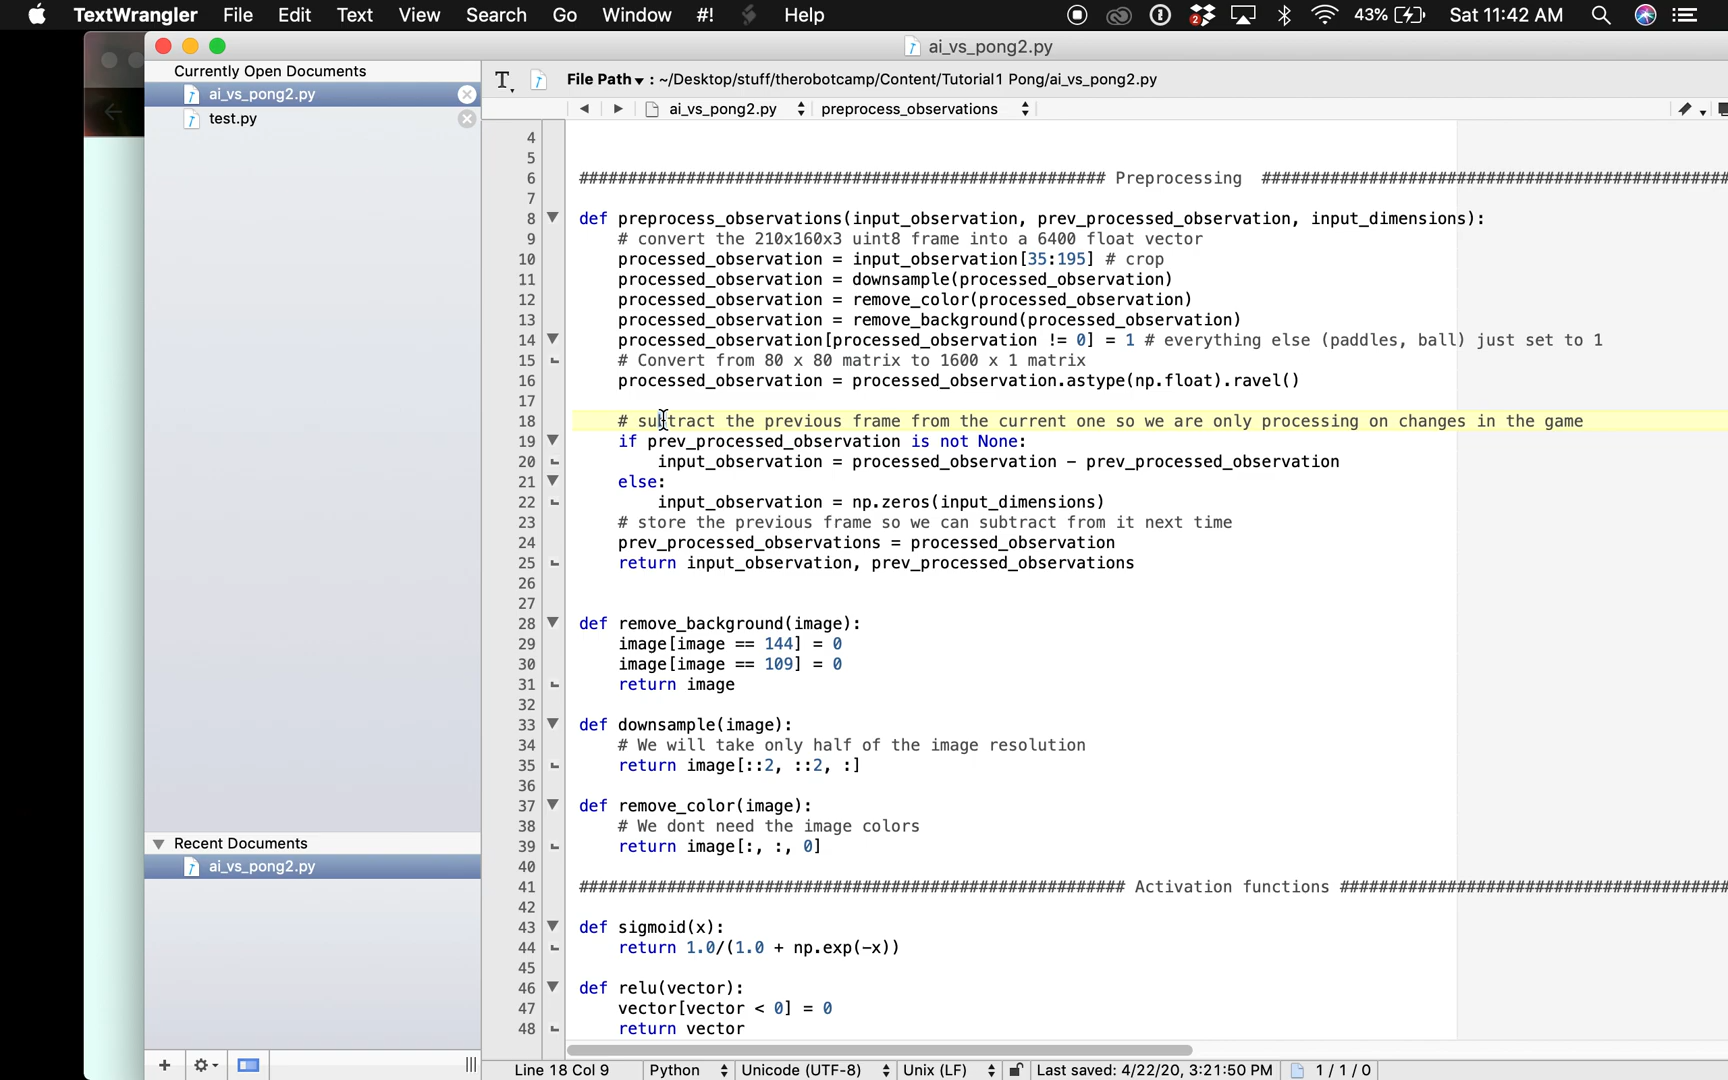 TextWrangler File Edit Text View Search Go Window #! Help 2 43% Sat 11:42 AM
ai_vs_pong2.py
Currently Open Documents
ai_vs_pong2.py
test.py
Recent Documents
ai_vs_pong2.py
T. File Path : ~/Desktop/stuff/therobotcamp/Content/Tutorial1 Pong/ai_vs_pong2.py
ai_vs_pong2.py preprocess_observations
4
5
6 ###################################################### Preprocessing ################################################
7
8 def preprocess_observations(input_observation, prev_processed_observation, input_dimensions):
9 # convert the 210x160x3 uint8 frame into a 6400 float vector
10 processed_observation = input_observation[35:195] # crop
11 processed_observation = downsample(processed_observation)
12 processed_observation = remove_color(processed_observation)
13 processed_observation = remove_background(processed_observation)
14 processed_observation[processed_observation != 0] = 1 # everything else (paddles, ball) just set to 1
15 # Convert from 80 x 80 matrix to 1600 x 1 matrix
16 processed_observation = processed_observation.astype(np.float).ravel()
17
18 # subtract the previous frame from the current one so we are only processing on changes in the game
19 if prev_processed_observation is not None:
20 input_observation = processed_observation - prev_processed_observation
21 else:
22 input_observation = np.zeros(input_dimensions)
23 # store the previous frame so we can subtract from it next time
24 prev_processed_observations = processed_observation
25 return input_observation, prev_processed_observations
26
27
28 def remove_background(image):
29 image[image == 144] = 0
30 image[image == 109] = 0
31 return image
32
33 def downsample(image):
34 # We will take only half of the image resolution
35 return image[::2, ::2, :]
36
37 def remove_color(image):
38 # We dont need the image colors
39 return image[:, :, 0]
40
41 ######################################################## Activation functions ########################################
42
43 def sigmoid(x):
44 return 1.0/(1.0 + np.exp(-x))
45
46 def relu(vector):
47 vector[vector < 0] = 0
48 return vector
Line 18 Col 9 Python Unicode (UTF-8) Unix (LF) Last saved: 4/22/20, 3:21:50 PM 1 / 1 / 0